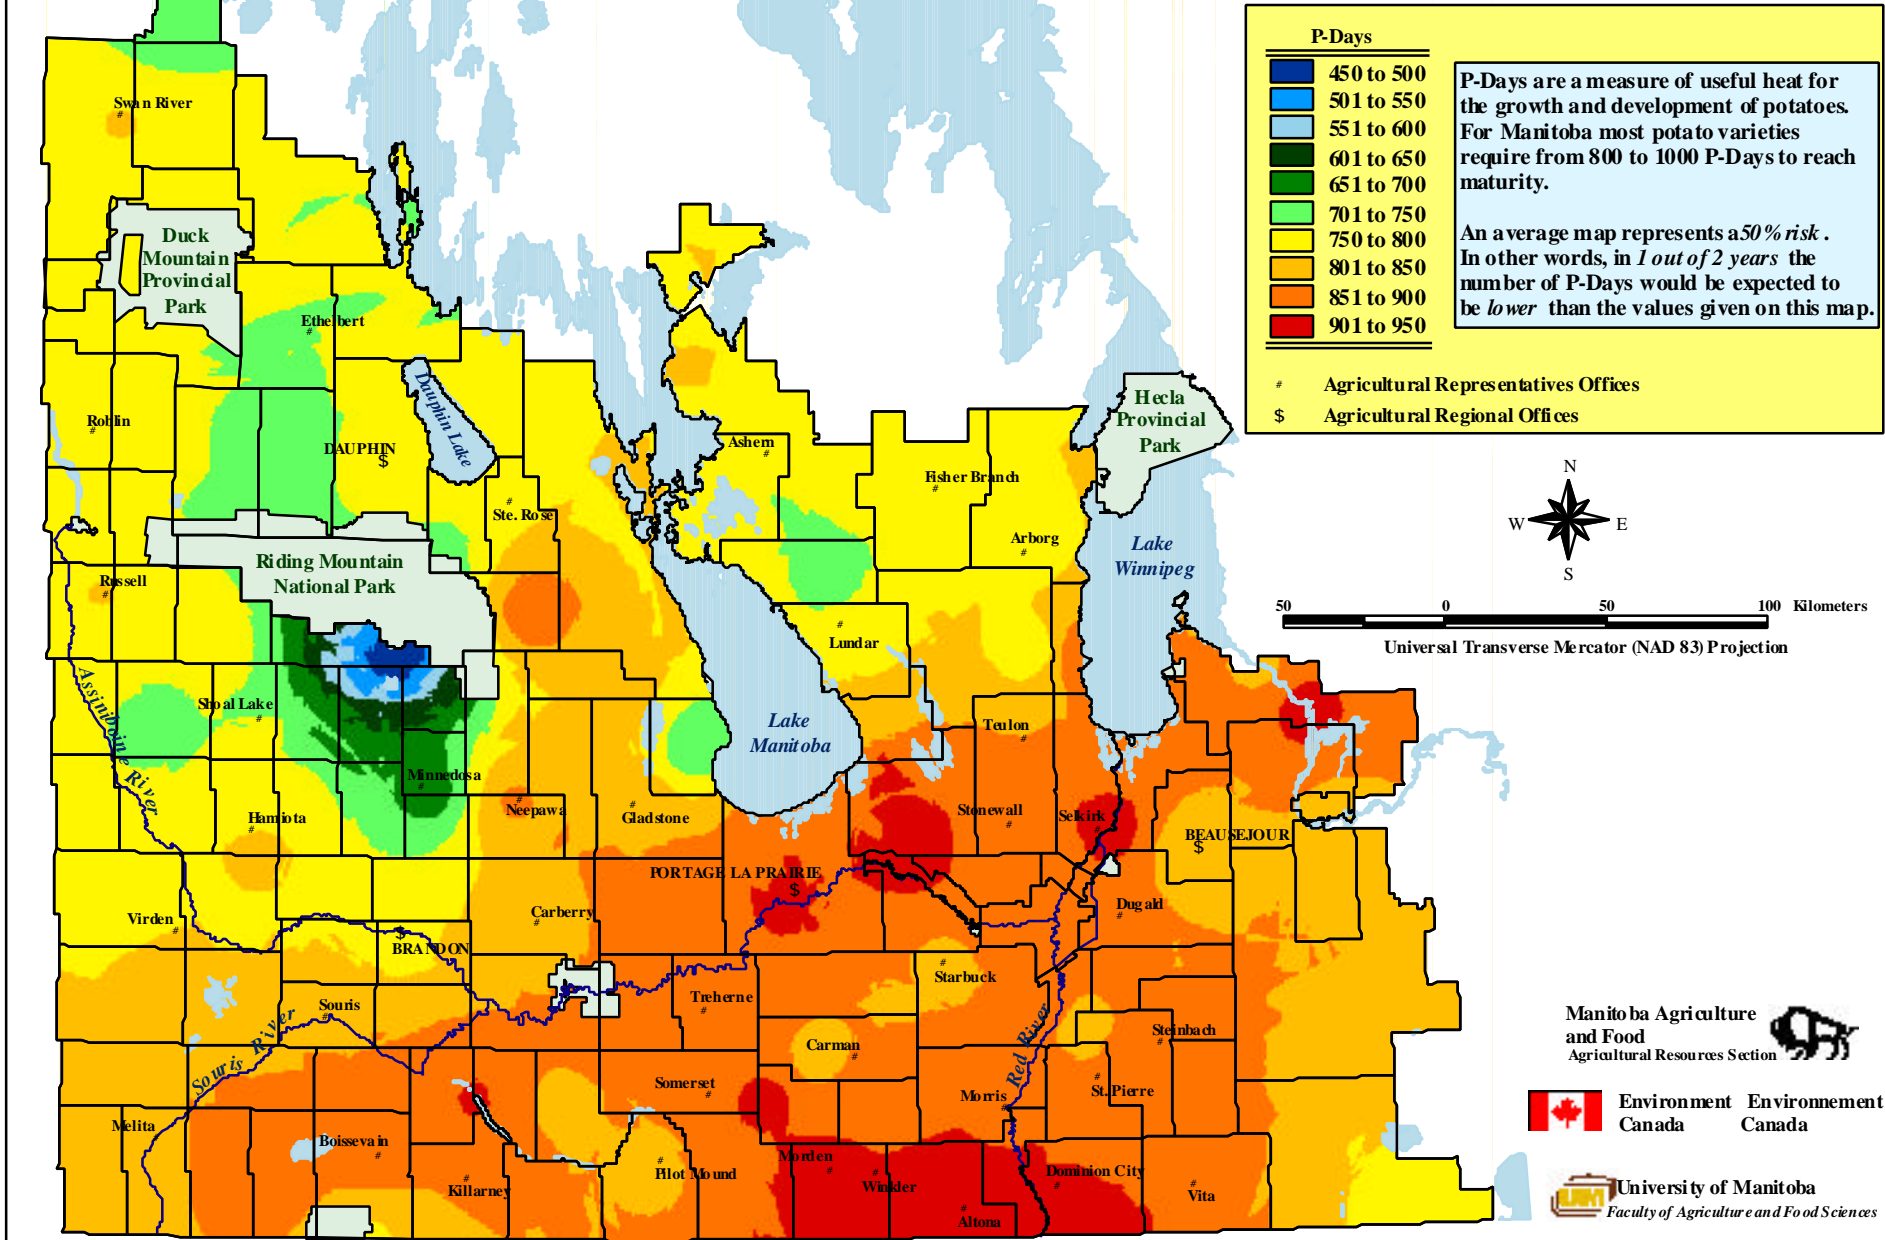 P-Days
450 to 500
501 to 550
551 to 600
601 to 650
651 to 700
701 to 750
750 to 800
801 to 850
851 to 900
901 to 950
# Agricultural Representatives Offices
$ Agricultural Regional Offices
P-Days are a measure of useful heat for
the growth and development of potatoes.
For Manitoba most potato varieties
require from 800 to 1000 P-Days to reach
maturity.
An average map represents a 50% risk.
In other words, in 1 out of 2 years the
number of P-Days would be expected to
be lower than the values given on this map.
Swan River
Duck
Mountain
Provincial
Park
Ethelbert
Roblin
DAUPHIN
Dauphin Lake
Ste. Rose
Ashern
Fisher Branch
Hecla
Provincial
Park
Arborg
Lake
Winnipeg
Riding Mountain
National Park
Russell
Lundar
Assiniboine River
Shoal Lake
Lake
Manitoba
Teulon
Minnedosa
Neepawa
Gladstone
Stonewall
Selkirk
Hamiota
BEAUSEJOUR
PORTAGE LA PRAIRIE
Virden
Carberry
Dugald
BRANDON
Starbuck
Souris
Treherne
Souris River
Carman
Red River
Steinbach
Somerset
Morris
St. Pierre
Melita
Boissevain
Killarney
Pilot Mound
Morden
Winkler
Dominion City
Altona
Vita
N
W E
S
50 0 50 100 Kilometers
Universal Transverse Mercator (NAD 83) Projection
Manitoba Agriculture
and Food
Agricultural Resources Section
Environment Environnement
Canada Canada
University of Manitoba
Faculty of Agriculture and Food Sciences